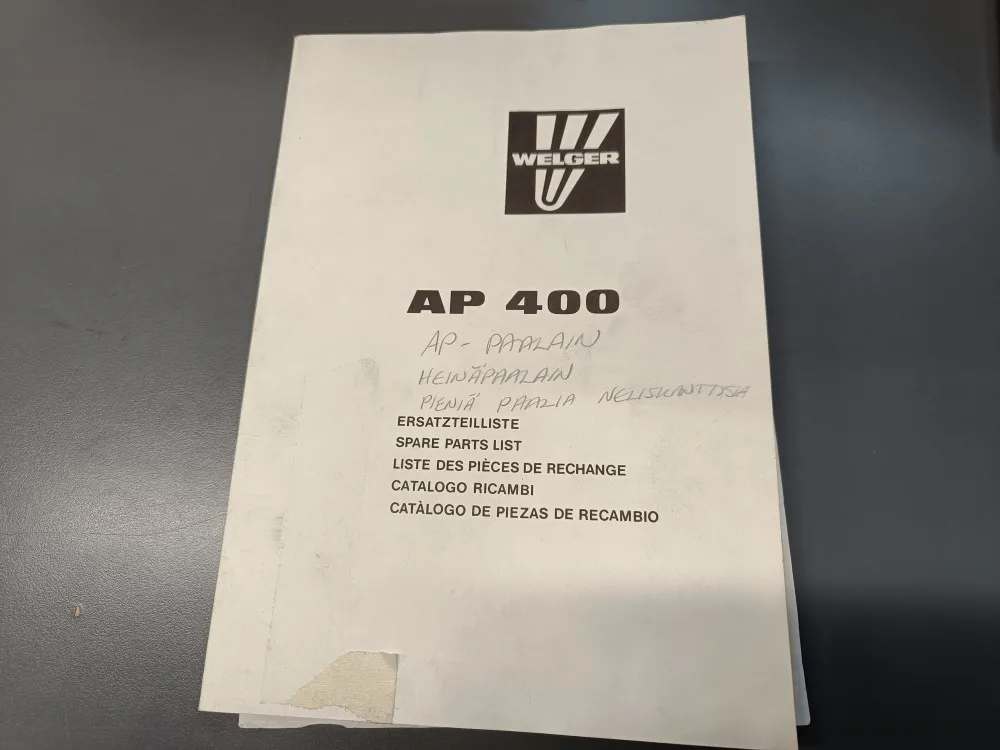 WELGER
AP 400
AP- PAALAIN
HEINÄPAALAIN
PIENIÄ PAALIA NELISKANTTISIA
ERSATZTEILLISTE
SPARE PARTS LIST
LISTE DES PIÈCES DE RECHANGE
CATALOGO RICAMBI
CATÀLOGO DE PIEZAS DE RECAMBIO